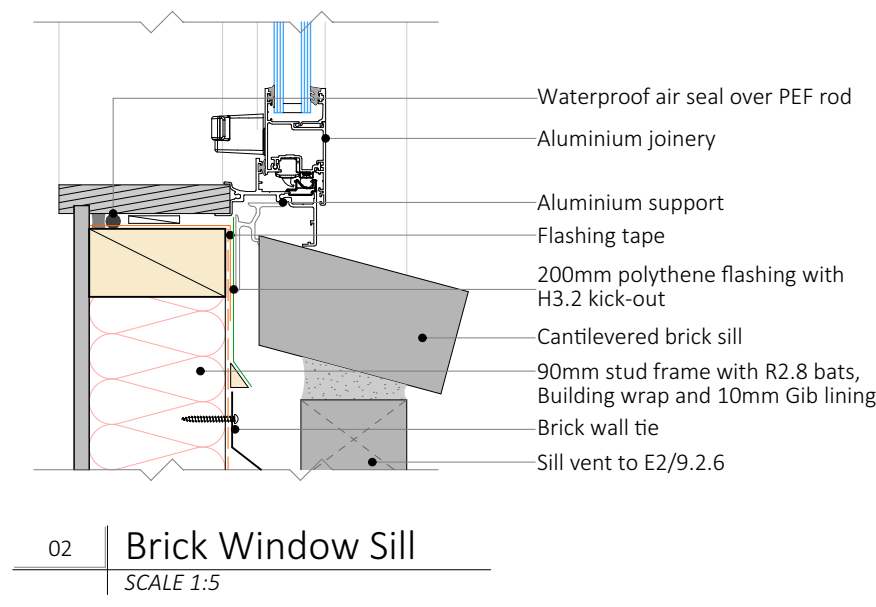 Waterproof air seal over PEF rod
Aluminium joinery
Aluminium support
Flashing tape
200mm polythene flashing with
H3.2 kick-out
Cantilevered brick sill
90mm stud frame with R2.8 bats,
Building wrap and 10mm Gib lining
Brick wall tie
Sill vent to E2/9.2.6
02
Brick Window Sill
SCALE 1:5